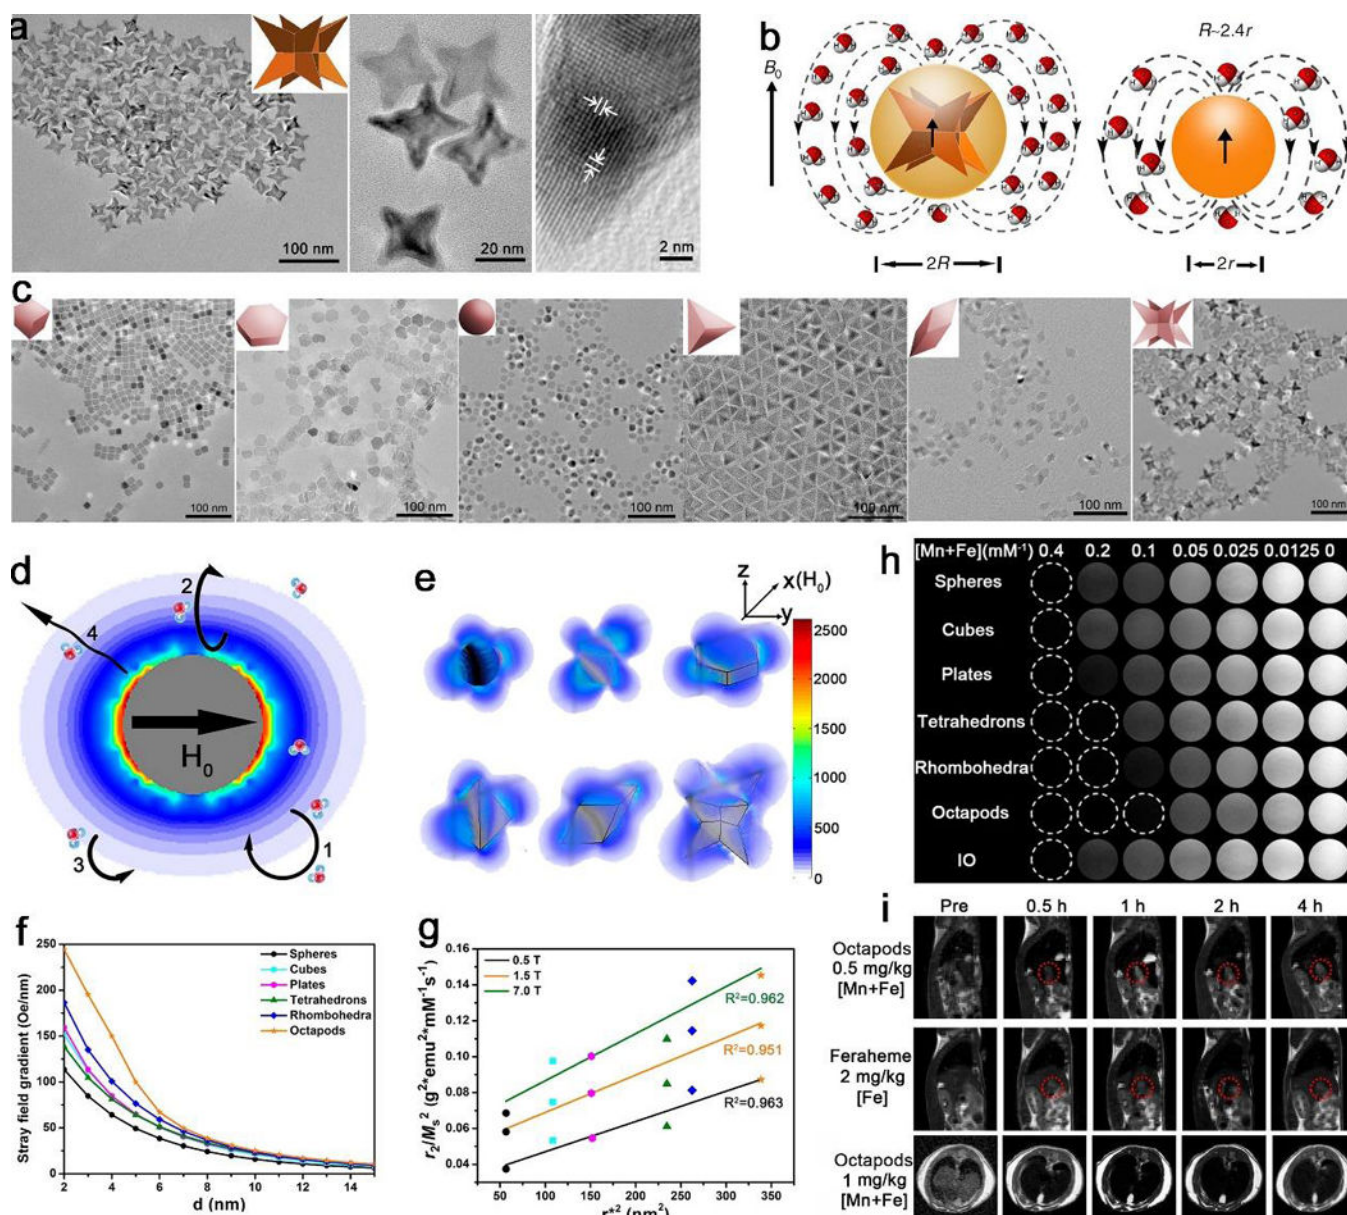 a
100 nm
20 nm
2 nm
b
B0
R~2.4r
2R
2r
c
100 nm
100 nm
100 nm
100 nm
100 nm
100 nm
d
2
4
H0
3
1
e
z
x(H0)
y
2500
2000
1500
1000
500
0
h
[Mn+Fe](mM-1) 0.4 0.2 0.1 0.05 0.025 0.0125 0
Spheres
Cubes
Plates
Tetrahedrons
Rhombohedra
Octapods
IO
f
Stray field gradient (Oe/nm)
250
200
150
100
50
0
Spheres
Cubes
Plates
Tetrahedrons
Rhombohedra
Octapods
2 4 6 8 10 12 14
d (nm)
g
r2/Ms2 (g2*emu2*mM-1s-1)
0.16
0.14
0.12
0.10
0.08
0.06
0.04
0.5 T
1.5 T
7.0 T
R2=0.962
R2=0.951
R2=0.963
50 100 150 200 250 300 350
r*2 (nm2)
i
Pre 0.5 h 1 h 2 h 4 h
Octapods
0.5 mg/kg
[Mn+Fe]
Feraheme
2 mg/kg
[Fe]
Octapods
1 mg/kg
[Mn+Fe]